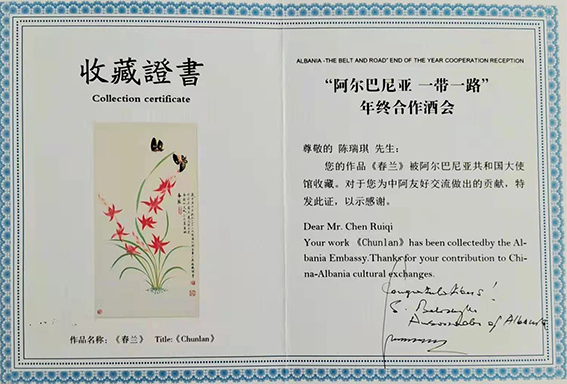 收藏證書
Collection certificate
作品名称：《春兰》 Title:《Chunlan》
ALBANIA -THE BELT AND ROAD" END OF THE YEAR COOPERATION RECEPTION
“阿尔巴尼亚 一带一路”
年终合作酒会
尊敬的 陈瑞琪 先生：
您的作品《春兰》被阿尔巴尼亚共和国大使
馆收藏。对于您为中阿友好交流做出的贡献，特
发此证，以示感谢。
Dear Mr. Chen Ruiqi
Your work 《Chunlan》has been collectedby the Al-
bania Embassy.Thanks for your contribution to Chi-
na-Albania cultural exchanges.
Congratulations!
Ambassador of Albania